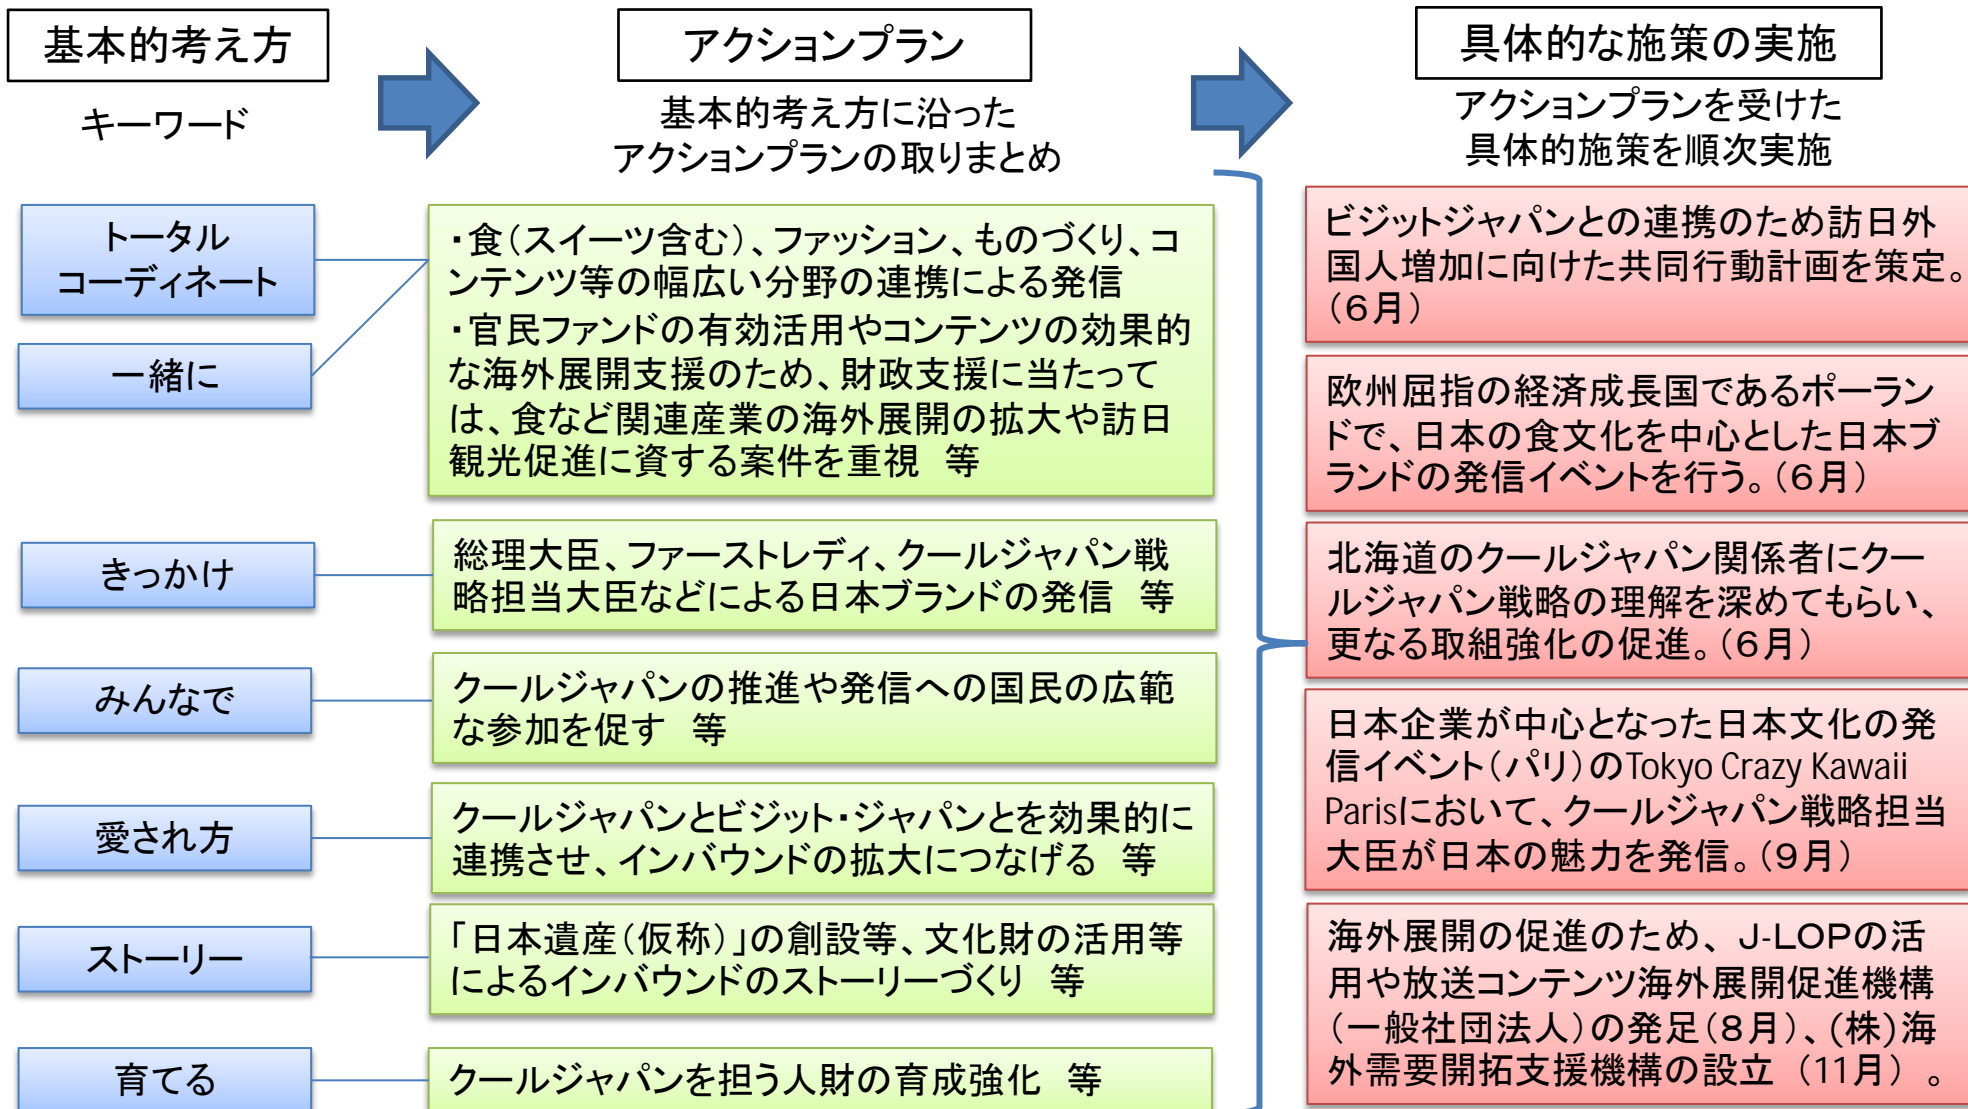 基本的考え方
キーワード
アクションプラン
基本的考え方に沿った
アクションプランの取りまとめ
具体的な施策の実施
アクションプランを受けた
具体的施策を順次実施
トータル
コーディネート
一緒に
・食(スイーツ含む)、ファッション、ものづくり、コ
ンテンツ等の幅広い分野の連携による発信
・官民ファンドの有効活用やコンテンツの効果的
な海外展開支援のため、財政支援に当たって
は、食など関連産業の海外展開の拡大や訪日
観光促進に資する案件を重視 等
きっかけ
総理大臣、ファーストレディ、クールジャパン戦
略担当大臣などによる日本ブランドの発信 等
みんなで
クールジャパンの推進や発信への国民の広範
な参加を促す 等
愛され方
クールジャパンとビジット・ジャパンとを効果的に
連携させ、インバウンドの拡大につなげる 等
ストーリー
「日本遺産(仮称)」の創設等、文化財の活用等
によるインバウンドのストーリーづくり 等
育てる
クールジャパンを担う人財の育成強化 等
ビジットジャパンとの連携のため訪日外
国人増加に向けた共同行動計画を策定。
(6月)
欧州屈指の経済成長国であるポーラン
ドで、日本の食文化を中心とした日本ブ
ランドの発信イベントを行う。(6月)
北海道のクールジャパン関係者にクー
ルジャパン戦略の理解を深めてもらい、
更なる取組強化の促進。(6月)
日本企業が中心となった日本文化の発
信イベント(パリ)のTokyo Crazy Kawaii
Parisにおいて、クールジャパン戦略担当
大臣が日本の魅力を発信。(9月)
海外展開の促進のため、J-LOPの活
用や放送コンテンツ海外展開促進機構
(一般社団法人)の発足(8月)、(株)海
外需要開拓支援機構の設立 (11月) 。